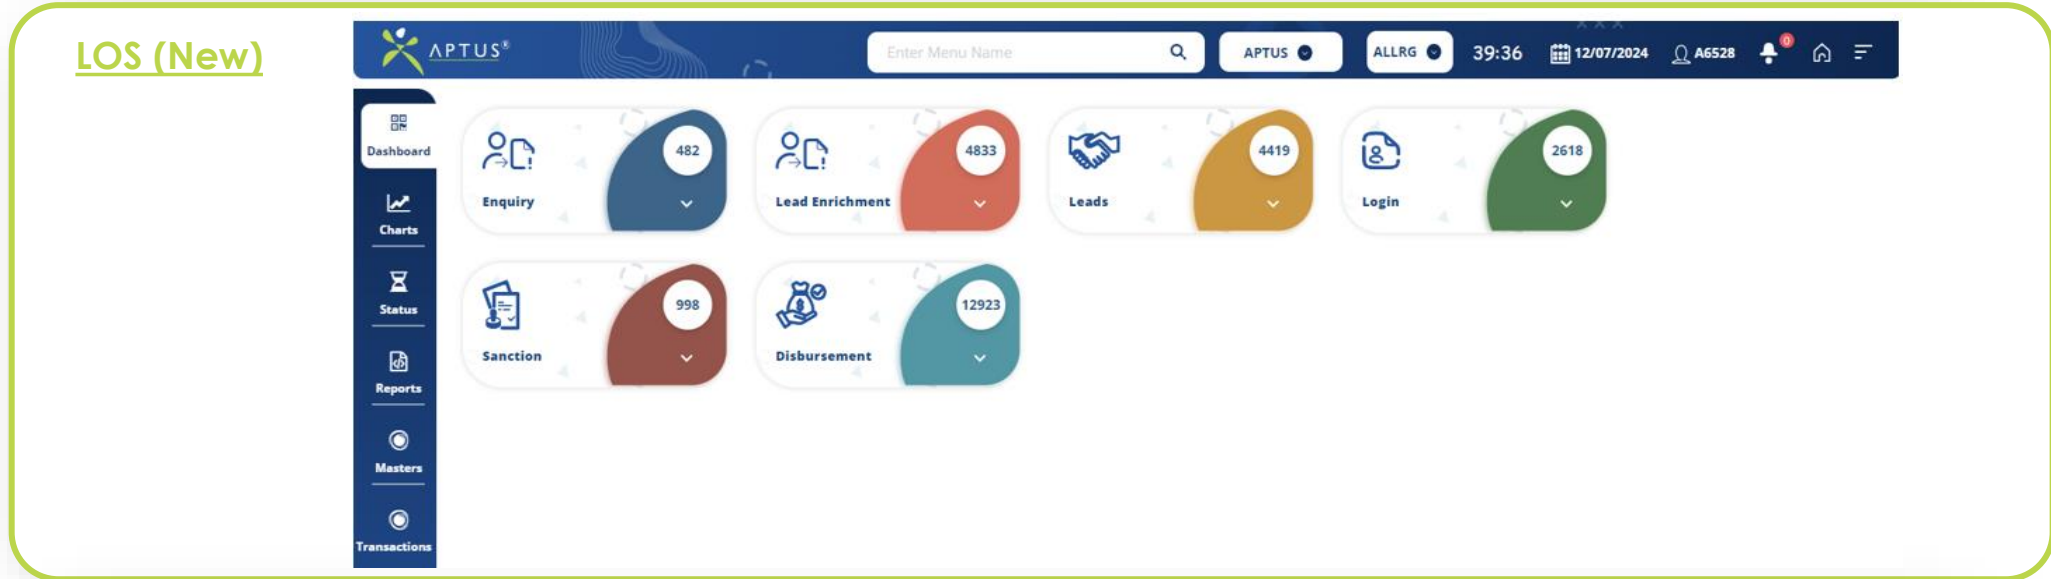 LOS (New)
APTUS®
Enter Menu Name
APTUS
ALLRG
39:36
12/07/2024
A6528
0
Dashboard
Charts
Status
Reports
Masters
Transactions
482
Enquiry
4833
Lead Enrichment
4419
Leads
2618
Login
998
Sanction
12923
Disbursement